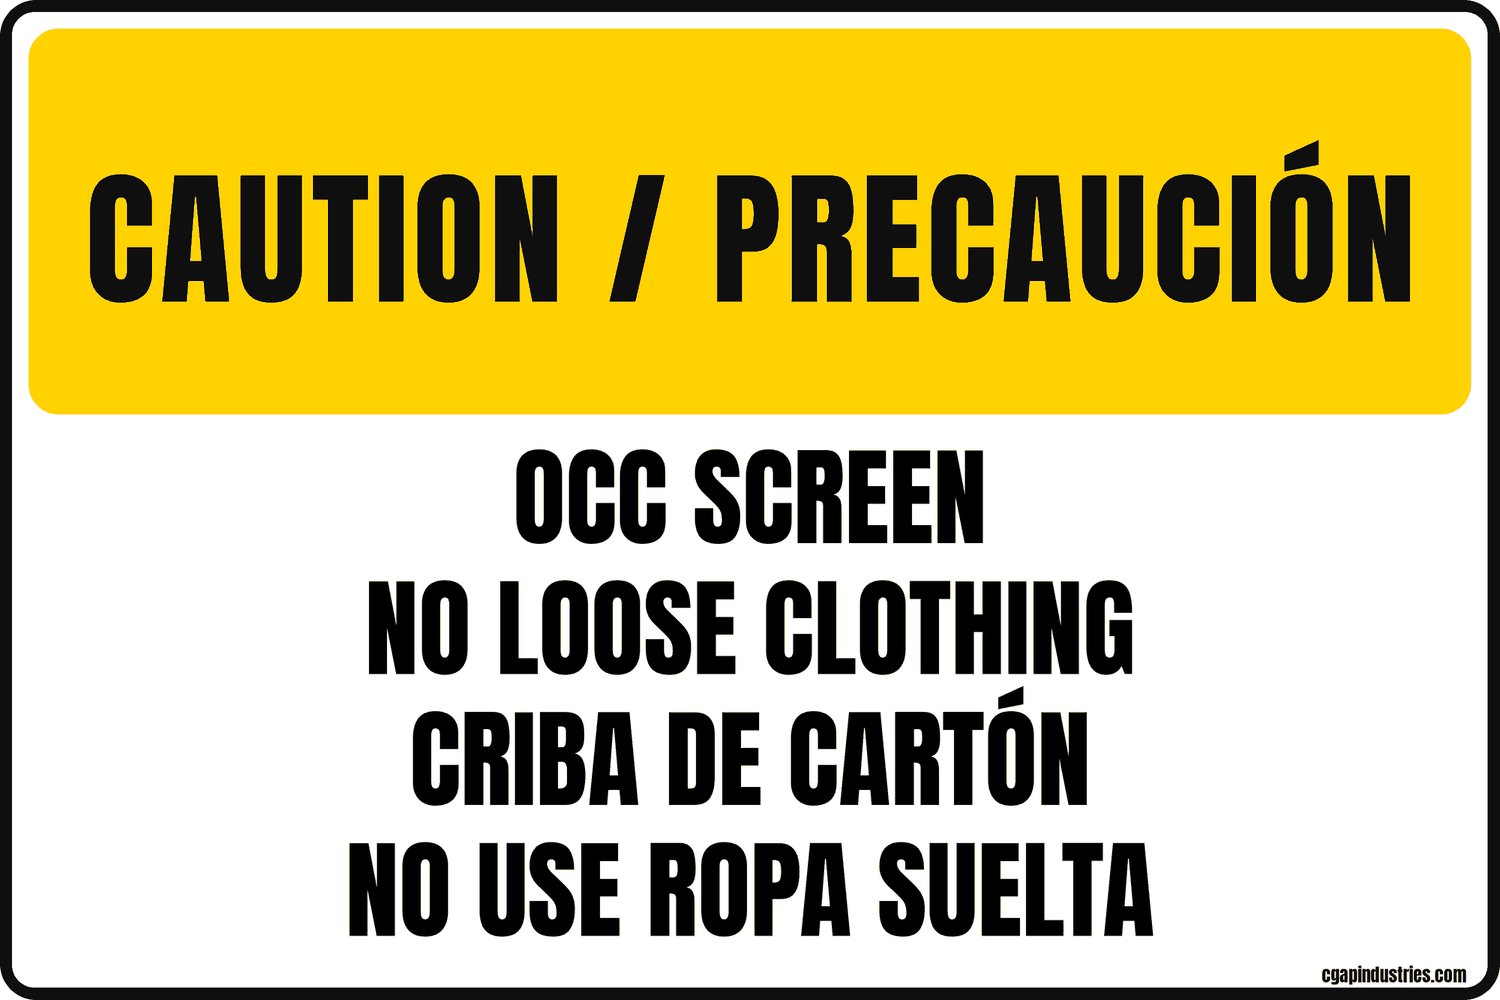 CAUTION / PRECAUCIÓN
OCC SCREEN
NO LOOSE CLOTHING
CRIBA DE CARTÓN
NO USE ROPA SUELTA
cgapindustries.com